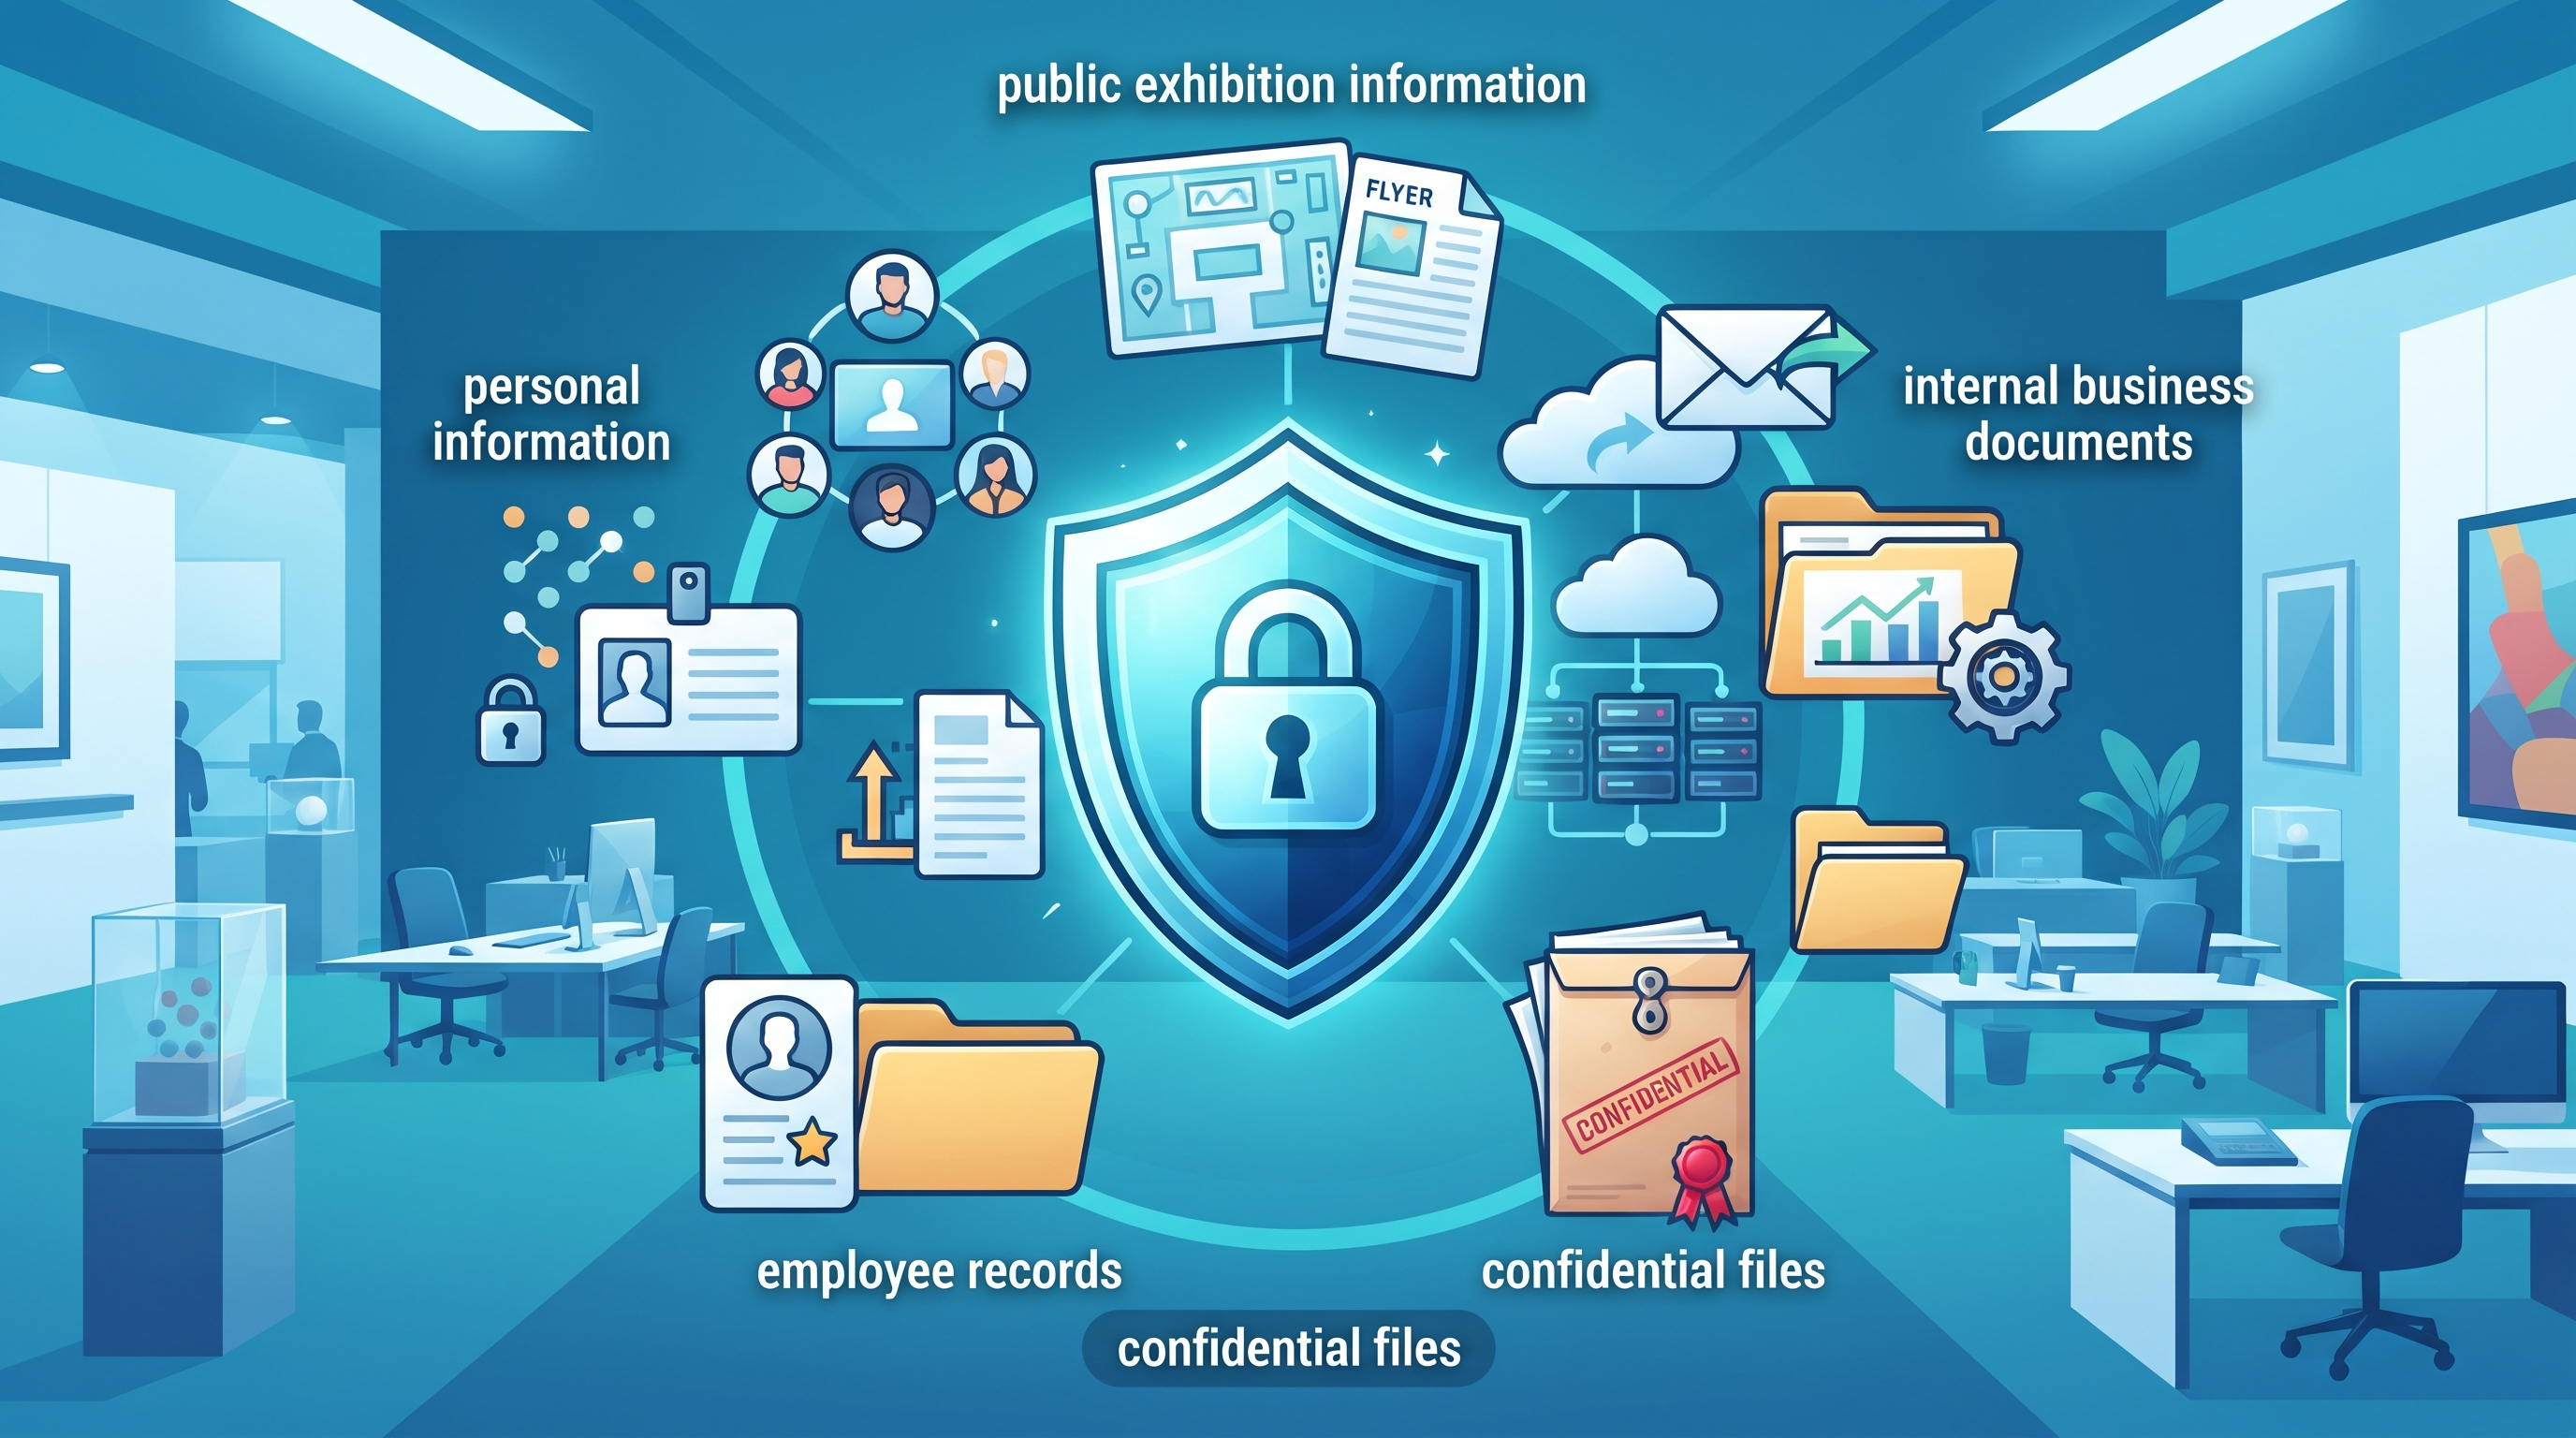 public exhibition information
FLYER
personal
information
internal business
documents
CONFIDENTIAL
employee records
confidential files
confidential files